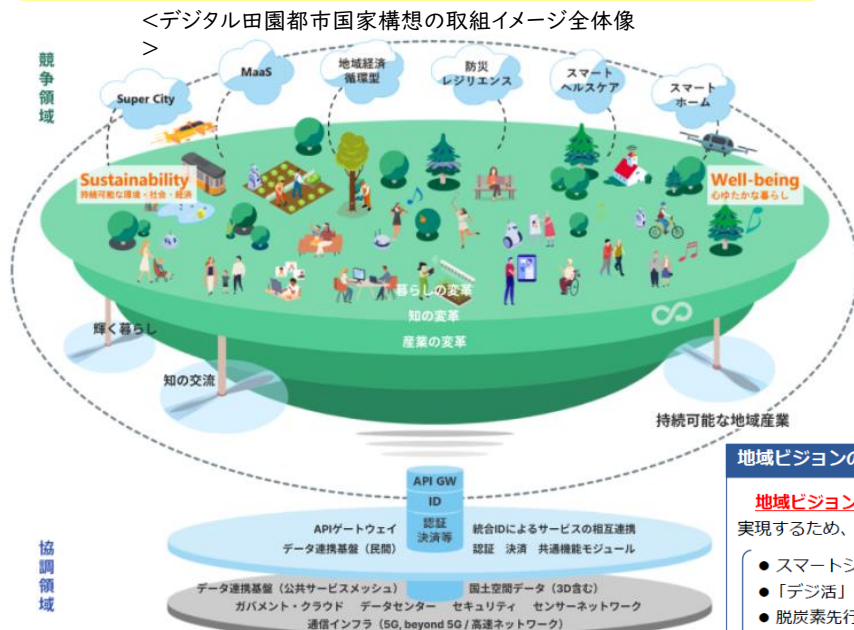 <デジタル田園都市国家構想の取組イメージ全体像
>
競争領域
Super City
MaaS
地域経済
循環型
防災
レジリエンス
スマート
ヘルスケア
スマート
ホーム
Sustainability
持続可能な環境・社会・経済
Well-being
心ゆたかな暮らし
暮らしの変革
知の変革
産業の変革
輝く暮らし
知の交流
持続可能な地域産業
協調領域
API GW
ID
認証
決済等
APIゲートウェイ
統合IDによるサービスの相互連携
データ連携基盤（民間）
認証 決済 共通機能モジュール
データ連携基盤（公共サービスメッシュ）
国土空間データ（3D含む）
ガバメント・クラウド データセンター セキュリティ センサーネットワーク
通信インフラ（5G, beyond 5G / 高速ネットワーク）
地域ビジョンの
地域ビジョン
実現するため、
● スマートシ
● 「デジ活」
● 脱炭素先行